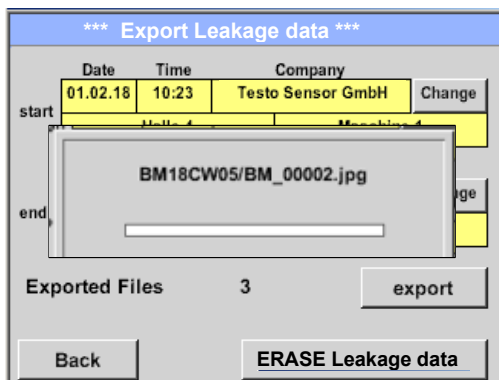 *** Export Leakage data ***
Date Time Company
start 01.02.18 10:23 Testo Sensor GmbH Change
BM18CW05/BM_00002.jpg
end
Exported Files 3 export
Back ERASE Leakage data